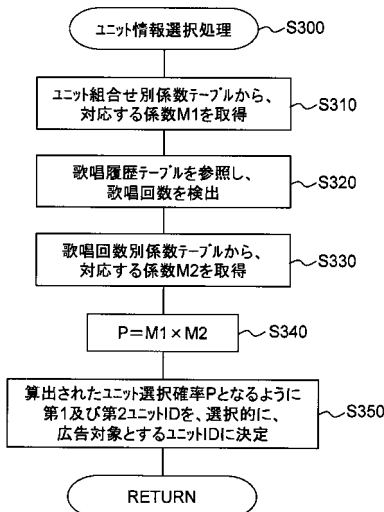 ユニット情報選択処理
S300
ユニット組合せ別係数テーブルから、
対応する係数M1を取得
S310
歌唱履歴テーブルを参照し、
歌唱回数を検出
S320
歌唱回数別係数テーブルから、
対応する係数M2を取得
S330
P=M1×M2
S340
算出されたユニット選択確率Pとなるように
第1及び第2ユニットIDを、選択的に、
広告対象とするユニットIDに決定
S350
RETURN